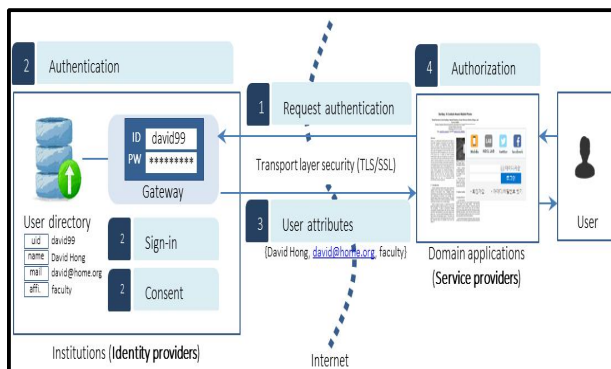 2 Authentication
4 Authorization
1 Request authentication
ID david99
PW *********
Gateway
Transport layer security (TLS/SSL)
User directory
uid david99
name David Hong
mail david@home.org
affi. faculty
2 Sign-in
2 Consent
3 User attributes
{David Hong, david@home.org, faculty}
Domain applications
(Service providers)
User
Institutions (Identity providers)
Internet